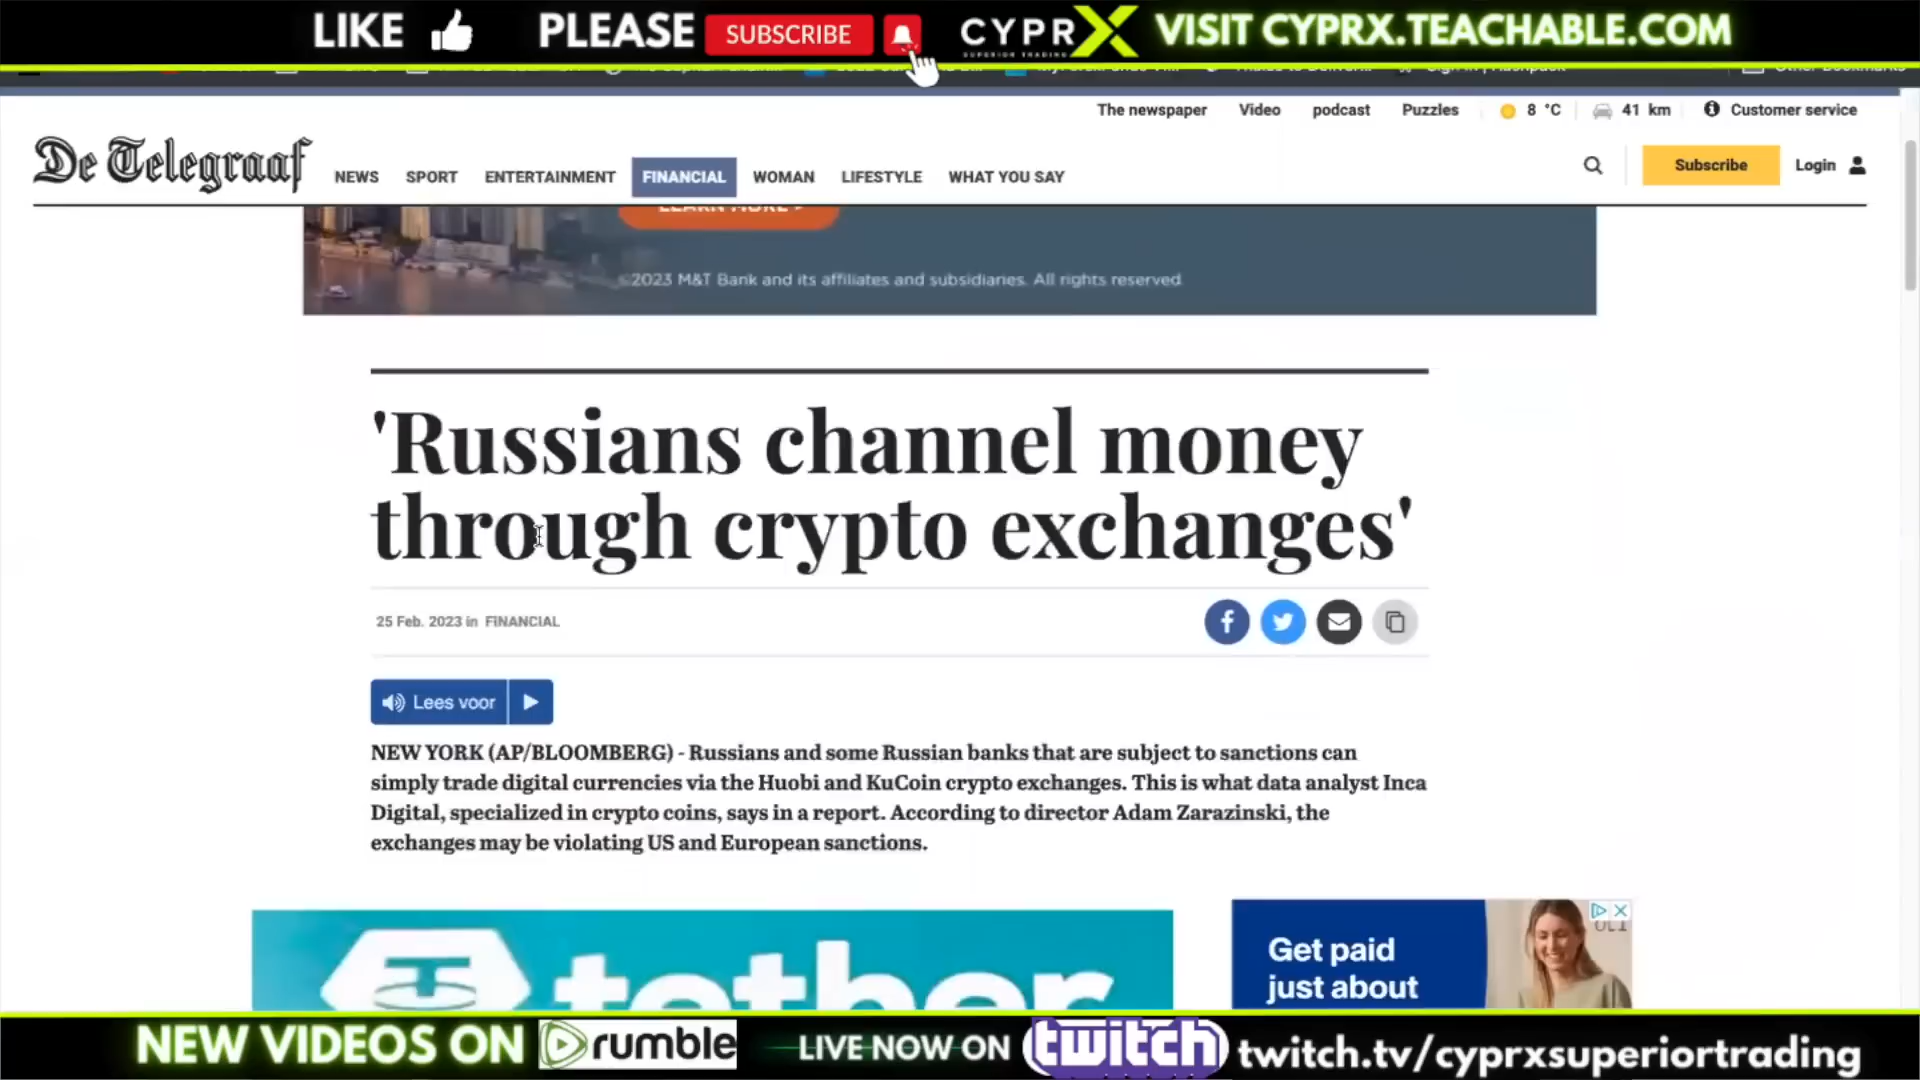 LIKE PLEASE SUBSCRIBE CYPRX VISIT CYPRX.TEACHABLE.COM
SUPERIOR TRADING
The newspaper Video podcast Puzzles 8 °C 41 km Customer service
De Telegraaf NEWS SPORT ENTERTAINMENT FINANCIAL WOMAN LIFESTYLE WHAT YOU SAY Subscribe Login
LEARN MORE >
©2023 M&T Bank and its affiliates and subsidiaries. All rights reserved
'Russians channel money
through crypto exchanges'
25 Feb. 2023 in FINANCIAL
Lees voor
NEW YORK (AP/BLOOMBERG) - Russians and some Russian banks that are subject to sanctions can
simply trade digital currencies via the Huobi and KuCoin crypto exchanges. This is what data analyst Inca
Digital, specialized in crypto coins, says in a report. According to director Adam Zarazinski, the
exchanges may be violating US and European sanctions.
tether
Get paid
just about
NEW VIDEOS ON rumble LIVE NOW ON twitch twitch.tv/cyprxsuperiortrading